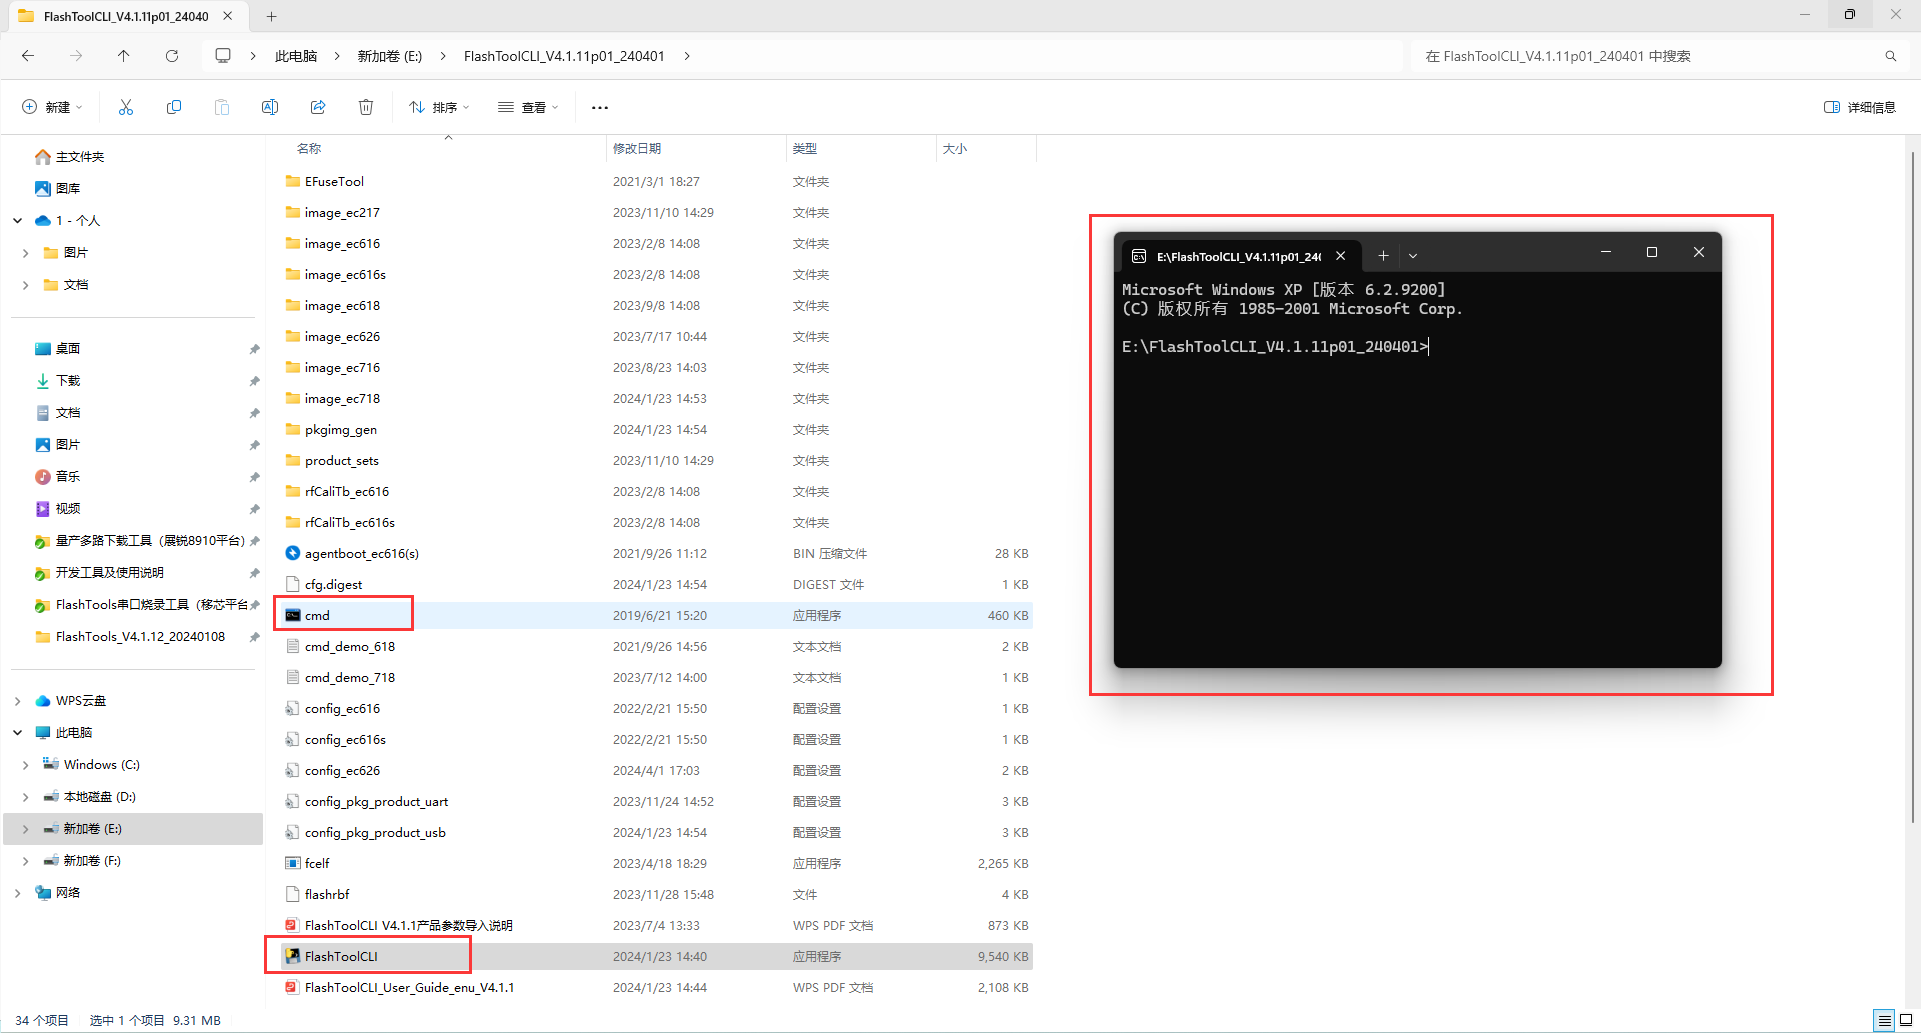 FlashToolCLI_V4.1.11p01_24040
此电脑 新加卷 (E:) FlashToolCLI_V4.1.11p01_240401
在 FlashToolCLI_V4.1.11p01_240401 中搜索
新建 排序 查看 详细信息
名称 修改日期 类型 大小
主文件夹
图库
1 - 个人
图片
文档
桌面
下载
文档
图片
音乐
视频
量产多路下载工具（展锐8910平台）
开发工具及使用说明
FlashTools串口烧录工具（移芯平台
FlashTools_V4.1.12_20240108
WPS云盘
此电脑
Windows (C:)
本地磁盘 (D:)
新加卷 (E:)
新加卷 (F:)
网络
EFuseTool 2021/3/1 18:27 文件夹
image_ec217 2023/11/10 14:29 文件夹
image_ec616 2023/2/8 14:08 文件夹
image_ec616s 2023/2/8 14:08 文件夹
image_ec618 2023/9/8 14:08 文件夹
image_ec626 2023/7/17 10:44 文件夹
image_ec716 2023/8/23 14:03 文件夹
image_ec718 2024/1/23 14:53 文件夹
pkgimg_gen 2024/1/23 14:54 文件夹
product_sets 2023/11/10 14:29 文件夹
rfCaliTb_ec616 2023/2/8 14:08 文件夹
rfCaliTb_ec616s 2023/2/8 14:08 文件夹
agentboot_ec616(s) 2021/9/26 11:12 BIN 压缩文件 28 KB
cfg.digest 2024/1/23 14:54 DIGEST 文件 1 KB
cmd 2019/6/21 15:20 应用程序 460 KB
cmd_demo_618 2021/9/26 14:56 文本文档 2 KB
cmd_demo_718 2023/7/12 14:00 文本文档 1 KB
config_ec616 2022/2/21 15:50 配置设置 1 KB
config_ec616s 2022/2/21 15:50 配置设置 1 KB
config_ec626 2024/4/1 17:03 配置设置 2 KB
config_pkg_product_uart 2023/11/24 14:52 配置设置 3 KB
config_pkg_product_usb 2024/1/23 14:54 配置设置 3 KB
fcelf 2023/4/18 18:29 应用程序 2,265 KB
flashrbf 2023/11/28 15:48 文件 4 KB
FlashToolCLI V4.1.1产品参数导入说明 2023/7/4 13:33 WPS PDF 文档 873 KB
FlashToolCLI 2024/1/23 14:40 应用程序 9,540 KB
FlashToolCLI_User_Guide_enu_V4.1.1 2024/1/23 14:44 WPS PDF 文档 2,108 KB
E:\FlashToolCLI_V4.1.11p01_24
Microsoft Windows XP [版本 6.2.9200]
(C) 版权所有 1985-2001 Microsoft Corp.
E:\FlashToolCLI_V4.1.11p01_240401>
34 个项目 选中 1 个项目 9.31 MB